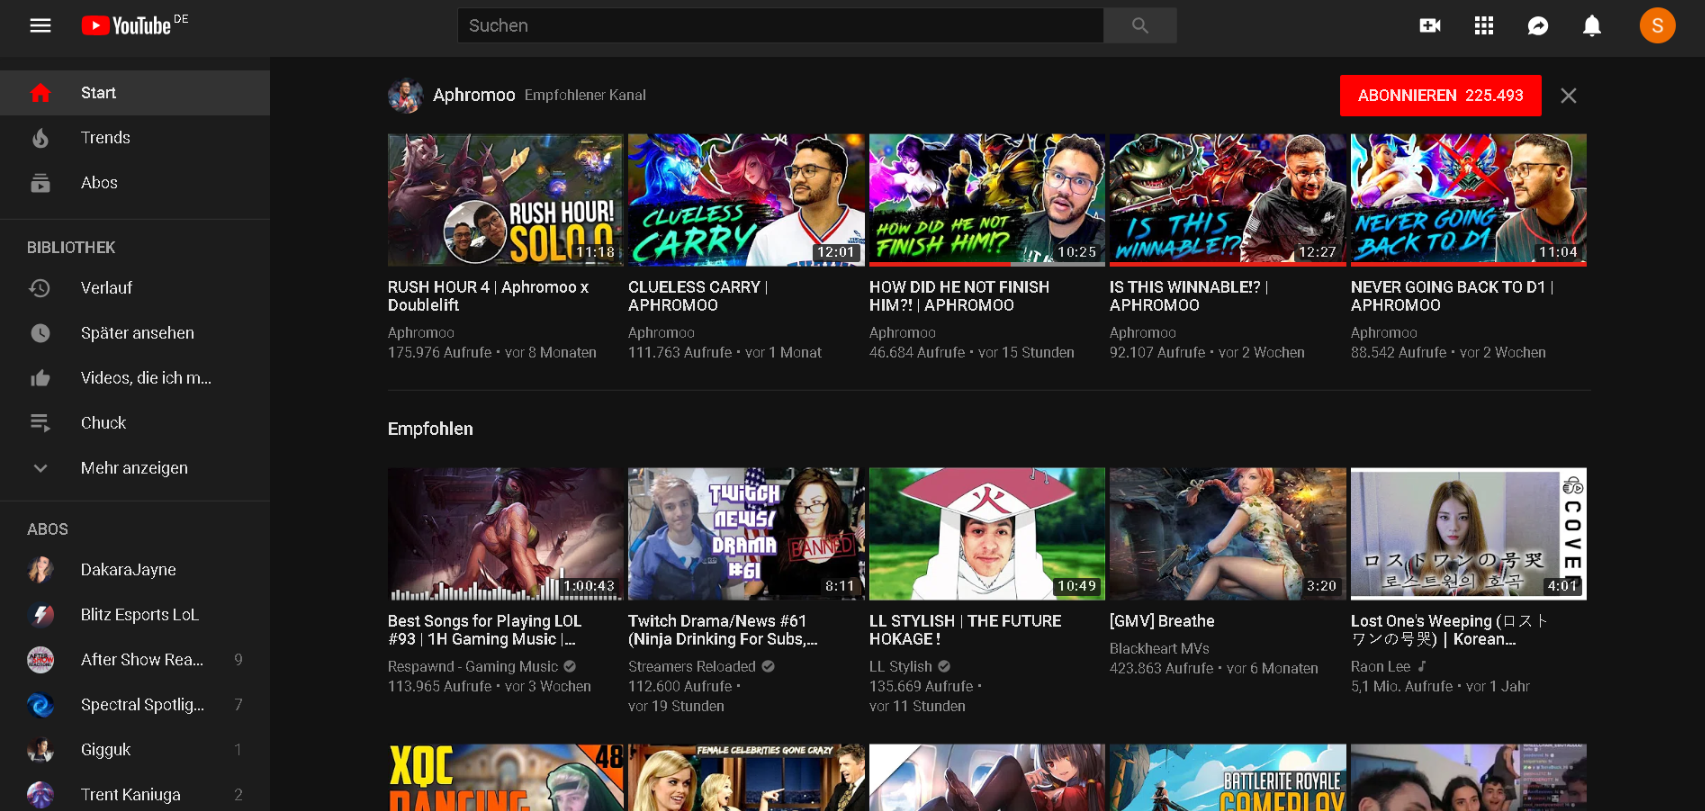 YouTube DE
Suchen
S
Start
Trends
Abos
BIBLIOTHEK
Verlauf
Später ansehen
Videos, die ich m...
Chuck
Mehr anzeigen
ABOS
DakaraJayne
Blitz Esports LoL
After Show Rea... 9
Spectral Spotlig... 7
Gigguk 1
Trent Kaniuga 2
Aphromoo Empfohlener Kanal
ABONNIEREN 225.493
RUSH HOUR!
SOLO Q
11:18
CLUELESS
CARRY
12:01
HOW DID HE NOT
FINISH HIM!?
10:25
IS THIS
WINNABLE!?
12:27
NEVER GOING
BACK TO D1
11:04
RUSH HOUR 4 | Aphromoo x
Doublelift
Aphromoo
175.976 Aufrufe • vor 8 Monaten
CLUELESS CARRY |
APHROMOO
Aphromoo
111.763 Aufrufe • vor 1 Monat
HOW DID HE NOT FINISH
HIM?! | APHROMOO
Aphromoo
46.684 Aufrufe • vor 15 Stunden
IS THIS WINNABLE!? |
APHROMOO
Aphromoo
92.107 Aufrufe • vor 2 Wochen
NEVER GOING BACK TO D1 |
APHROMOO
Aphromoo
88.542 Aufrufe • vor 2 Wochen
Empfohlen
1:00:43
TWITCH
NEWS/
DRAMA
#61
BANNED
8:11
火
10:49
3:20
COVE
ロストワンの号哭
로스트원의 호곡
4:01
Best Songs for Playing LOL
#93 | 1H Gaming Music |...
Respawnd - Gaming Music
113.965 Aufrufe • vor 3 Wochen
Twitch Drama/News #61
(Ninja Drinking For Subs,...
Streamers Reloaded
112.600 Aufrufe •
vor 19 Stunden
LL STYLISH | THE FUTURE
HOKAGE !
LL Stylish
135.669 Aufrufe •
vor 11 Stunden
[GMV] Breathe
Blackheart MVs
423.863 Aufrufe • vor 6 Monaten
Lost One's Weeping (ロスト
ワンの号哭) | Korean...
Raon Lee
5,1 Mio. Aufrufe • vor 1 Jahr
XQC
DANCING
48
FEMALE CELEBRITIES GONE CRAZY
BATTLERITE ROYALE
GAMEPLAY